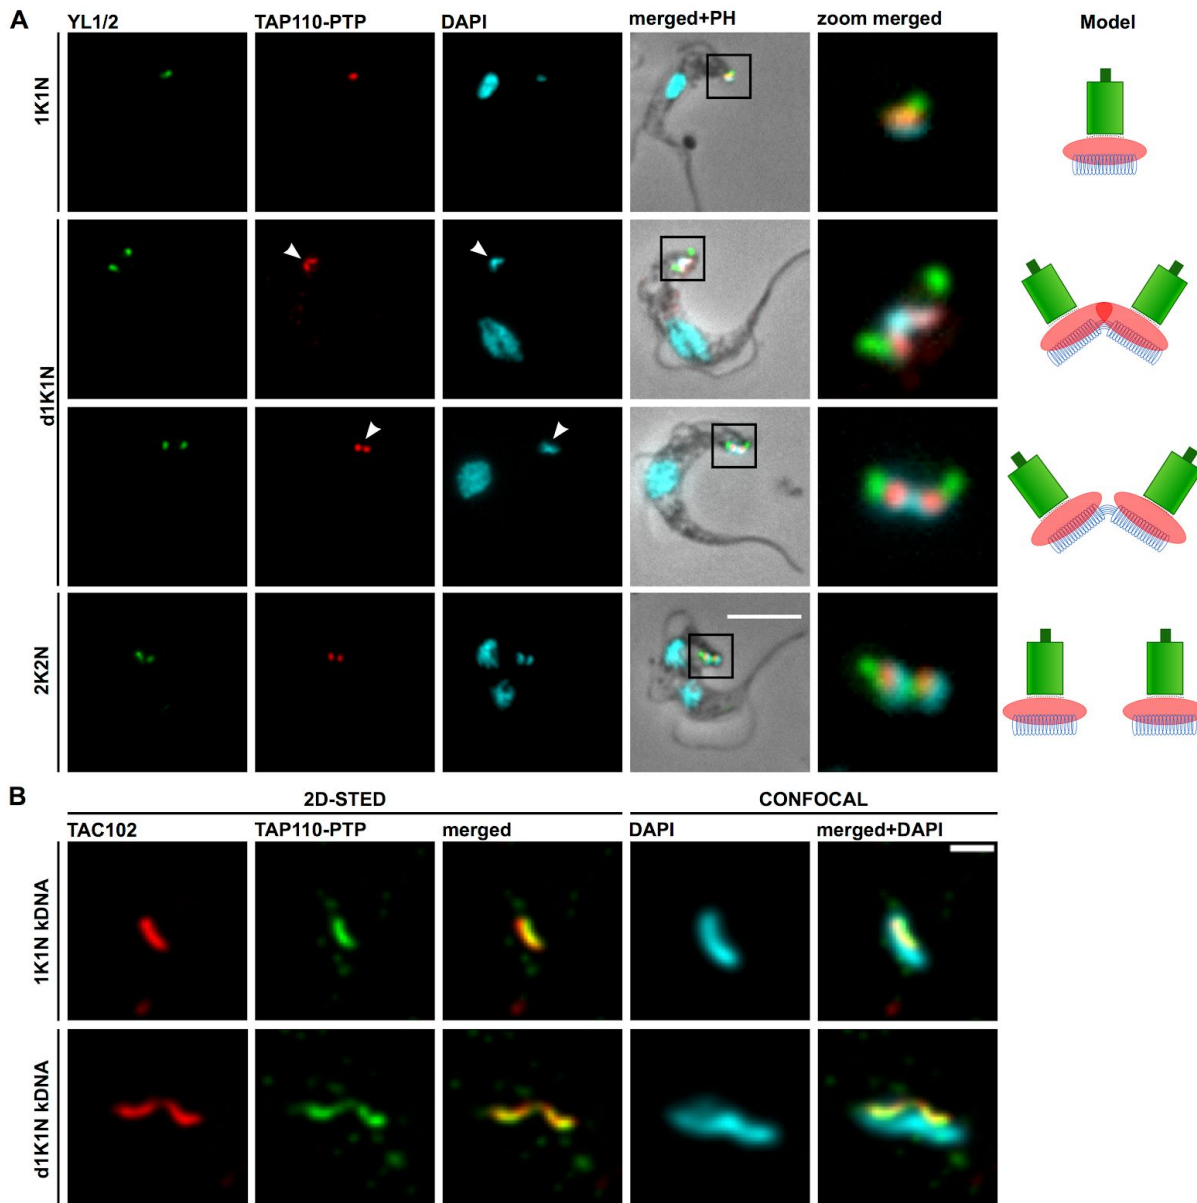 A
YL1/2 TAP110-PTP DAPI merged+PH zoom merged Model
1K1N
d1K1N
2K2N
B
2D-STED CONFOCAL
TAC102 TAP110-PTP merged DAPI merged+DAPI
1K1N kDNA
d1K1N kDNA